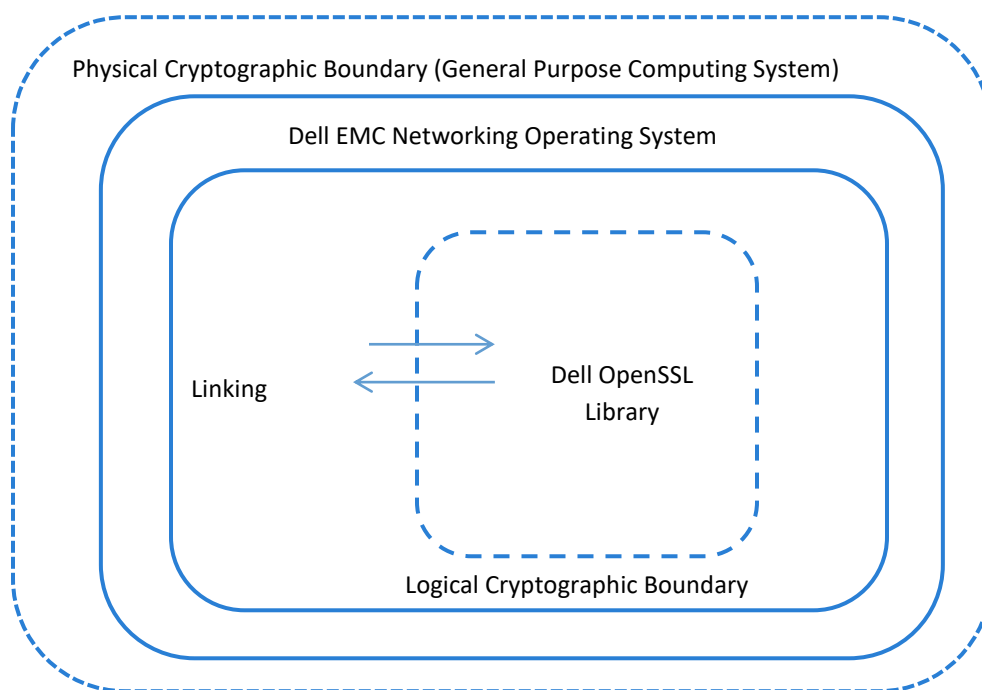 Physical Cryptographic Boundary (General Purpose Computing System)
Dell EMC Networking Operating System
Linking
Dell OpenSSL
Library
Logical Cryptographic Boundary